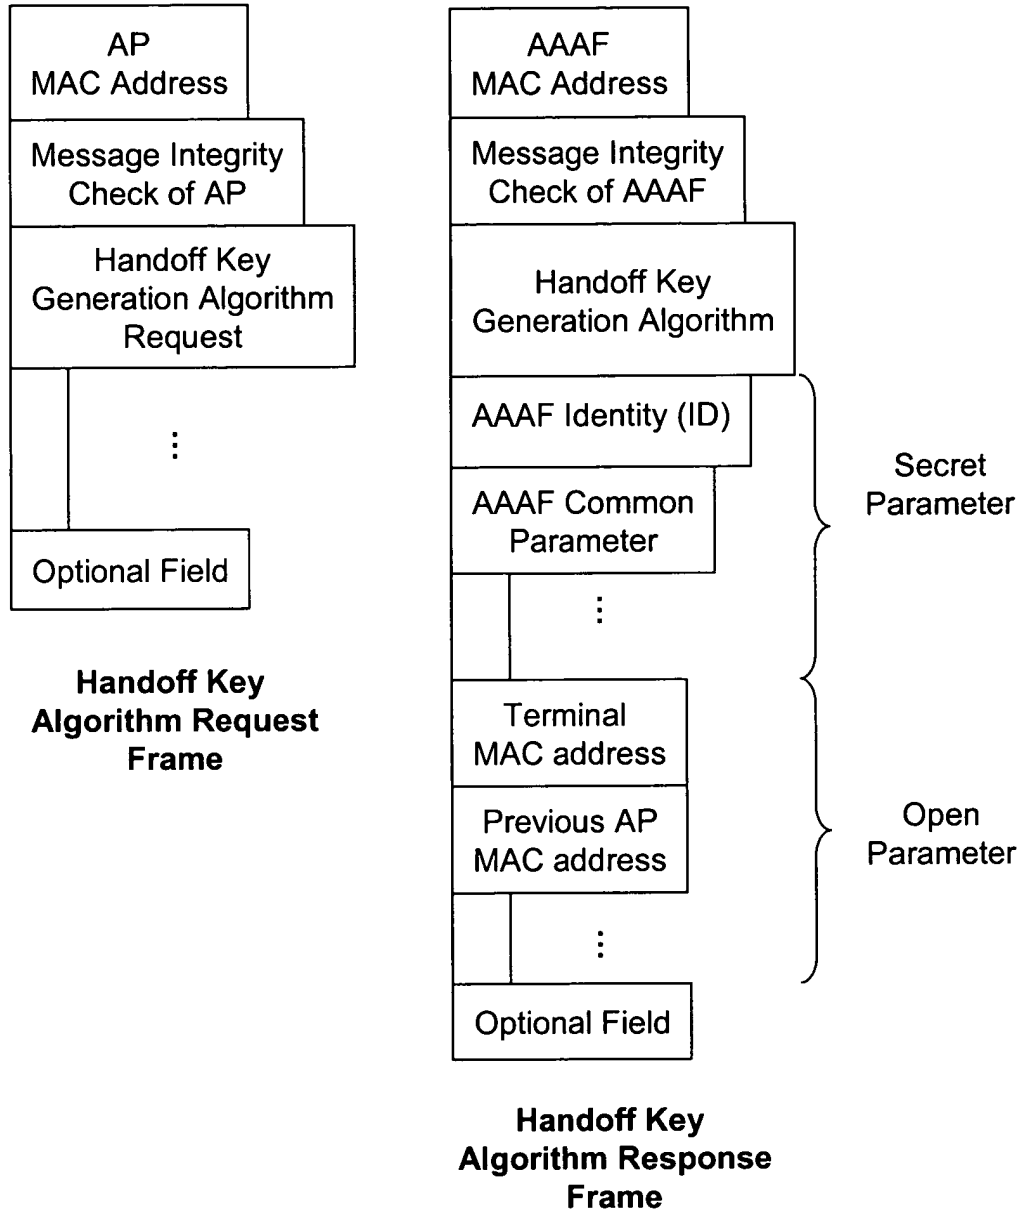 AP
MAC Address
Message Integrity
Check of AP
Handoff Key
Generation Algorithm
Request
⋮
Optional Field
Handoff Key
Algorithm Request
Frame
AAAF
MAC Address
Message Integrity
Check of AAAF
Handoff Key
Generation Algorithm
AAAF Identity (ID)
AAAF Common
Parameter
⋮
Secret
Parameter
Terminal
MAC address
Previous AP
MAC address
⋮
Open
Parameter
Optional Field
Handoff Key
Algorithm Response
Frame